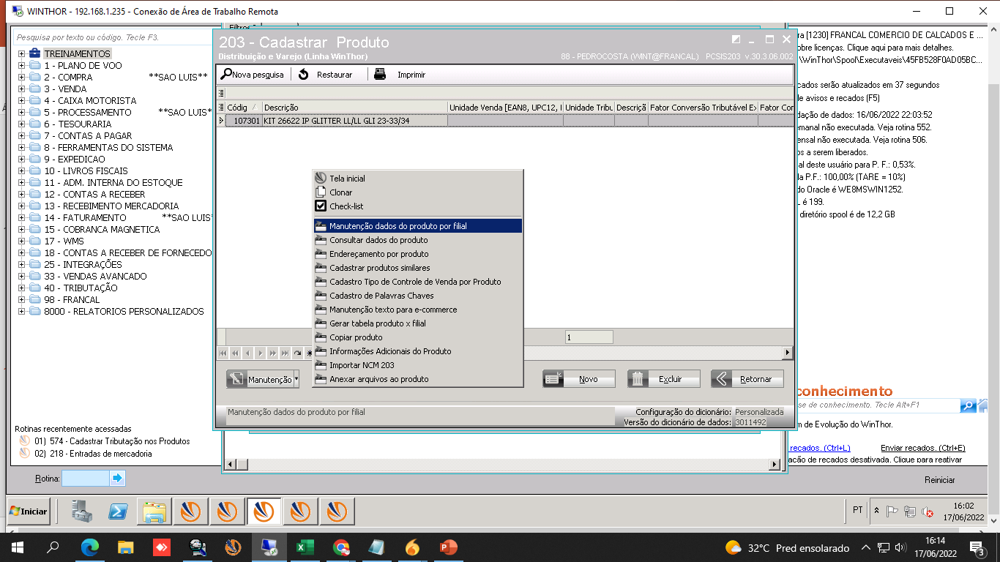 WINTHOR - 192.168.1.235 - Conexão de Área de Trabalho Remota
Pesquisa por texto ou código. Tecle F3.
TREINAMENTOS
1 - PLANO DE VOO
2 - COMPRA **SAO LUIS**
3 - VENDA
4 - CAIXA MOTORISTA
5 - PROCESSAMENTO **SAO LUIS
6 - TESOURARIA
7 - CONTAS A PAGAR
8 - FERRAMENTAS DO SISTEMA
9 - EXPEDICAO
10 - LIVROS FISCAIS
11 - ADM. INTERNA DO ESTOQUE
12 - CONTAS A RECEBER
13 - RECEBIMENTO MERCADORIA
14 - FATURAMENTO **SAO LUIS
15 - COBRANCA MAGNETICA
17 - WMS
18 - CONTAS A RECEBER DE FORNECEDO
25 - INTEGRAÇÕES
33 - VENDAS AVANCADO
40 - TRIBUTAÇÃO
98 - FRANCAL
8000 - RELATORIOS PERSONALIZADOS
Rotinas recentemente acessadas
01) 574 - Cadastrar Tributação nos Produtos
02) 218 - Entradas de mercadoria
Rotina:
203 - Cadastrar Produto
Distribuição e Varejo (Linha WinThor)
88 - PEDROCOSTA (WINT@FRANCAL) PCSIS203 v.30.3.06.002
Nova pesquisa Restaurar Imprimir
Códig Descrição Unidade Venda [EAN8, UPC12, I Unidade Tribu Descriçã Fator Conversão Tributável Ex Fator Cor
107301 KIT 26622 IP GLITTER LL/LL GLI 23-33/34
Tela inicial
Clonar
Check-list
Manutenção dados do produto por filial
Consultar dados do produto
Endereçamento por produto
Cadastrar produtos similares
Cadastro Tipo de Controle de Venda por Produto
Cadastro de Palavras Chaves
Manutenção texto para e-commerce
Gerar tabela produto x filial
Copiar produto
Informações Adicionais do Produto
Importar NCM 203
Anexar arquivos ao produto
1
Manutenção Novo Excluir Retornar
Manutenção dados do produto por filial
Configuração do dicionário: Personalizada
Versão do dicionário de dados: 3011492
ra [1230] FRANCAL COMERCIO DE CALCADOS E ...
bre licenças. Clique aqui para mais detalhes.
\WinThor\Spool\Executaveis\45FB528F0AD05BC...
cados serão atualizados em 37 segundos
e avisos e recados (F5)
dação de dados: 16/06/2022 22:03:52
emanal não executada. Veja rotina 552.
ensal não executada. Veja rotina 506.
os a serem liberados.
al deste usuário para P. F.: 0,53%.
la P.F.: 100,00% (TARE = 10%)
do Oracle é WE8MSWIN1252.
L é 199.
diretório spool é de 12,2 GB
conhecimento
se de conhecimento. Tecle Alt+F1
m de Evolução do WinThor.
recados. (Ctrl+L) Enviar recados. (Ctrl+E)
ação de recados desativada. Clique para reativar
Reiniciar
Iniciar
PT
16:02
17/06/2022
32°C Pred ensolarado
16:14
17/06/2022
3